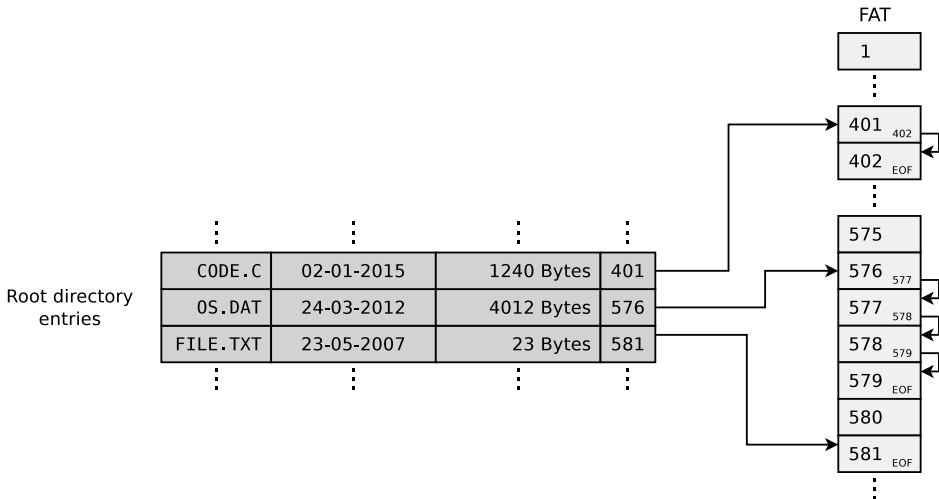 FAT
1
401 402
402 EOF
575
CODE.C 02-01-2015 1240 Bytes 401
576 577
Root directory
entries
OS.DAT 24-03-2012 4012 Bytes 576
577 578
FILE.TXT 23-05-2007 23 Bytes 581
578 579
579 EOF
580
581 EOF